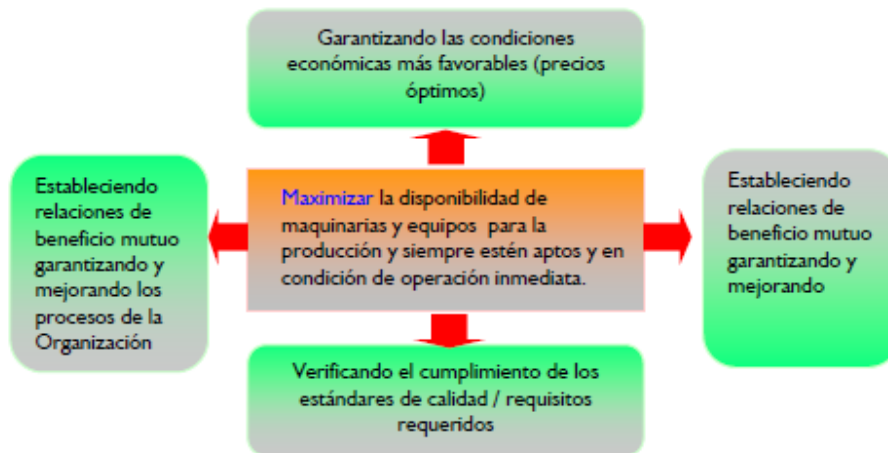 Garantizando las condiciones
económicas más favorables (precios
óptimos)
Estableciendo
relaciones de
beneficio mutuo
garantizando y
mejorando los
procesos de la
Organización
Maximizar la disponibilidad de
maquinarias y equipos para la
producción y siempre estén aptos y en
condición de operación inmediata.
Estableciendo
relaciones de
beneficio mutuo
garantizando y
mejorando
Verificando el cumplimiento de los
estándares de calidad / requisitos
requeridos